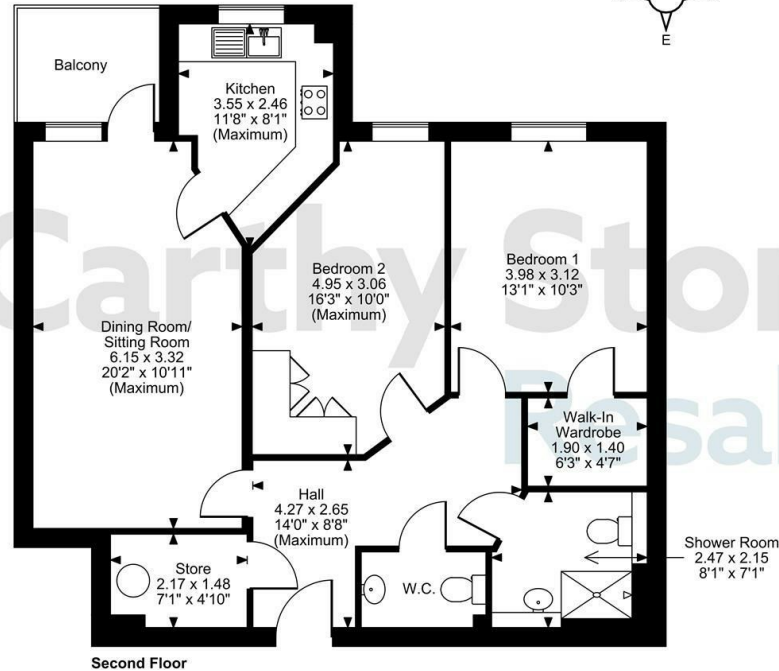 E
Balcony
Kitchen
3.55 x 2.46
11'8" x 8'1"
(Maximum)
Bedroom 2
4.95 x 3.06
16'3" x 10'0"
(Maximum)
Bedroom 1
3.98 x 3.12
13'1" x 10'3"
Dining Room/
Sitting Room
6.15 x 3.32
20'2" x 10'11"
(Maximum)
Walk-In
Wardrobe
1.90 x 1.40
6'3" x 4'7"
Hall
4.27 x 2.65
14'0" x 8'8"
(Maximum)
Store
2.17 x 1.48
7'1" x 4'10"
W.C.
Shower Room
2.47 x 2.15
8'1" x 7'1"
Second Floor
Carthy Ston
Resal